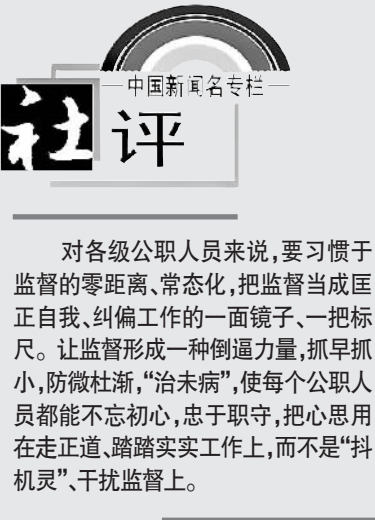 中国新闻名专栏
社评
对各级公职人员来说,要习惯于
监督的零距离、常态化,把监督当成匡
正自我、纠偏工作的一面镜子、一把标
尺。让监督形成一种倒逼力量,抓早抓
小,防微杜渐,“治未病”,使每个公职人
员都能不忘初心,忠于职守,把心思用
在走正道、踏踏实实工作上,而不是“抖
机灵”、干扰监督上。